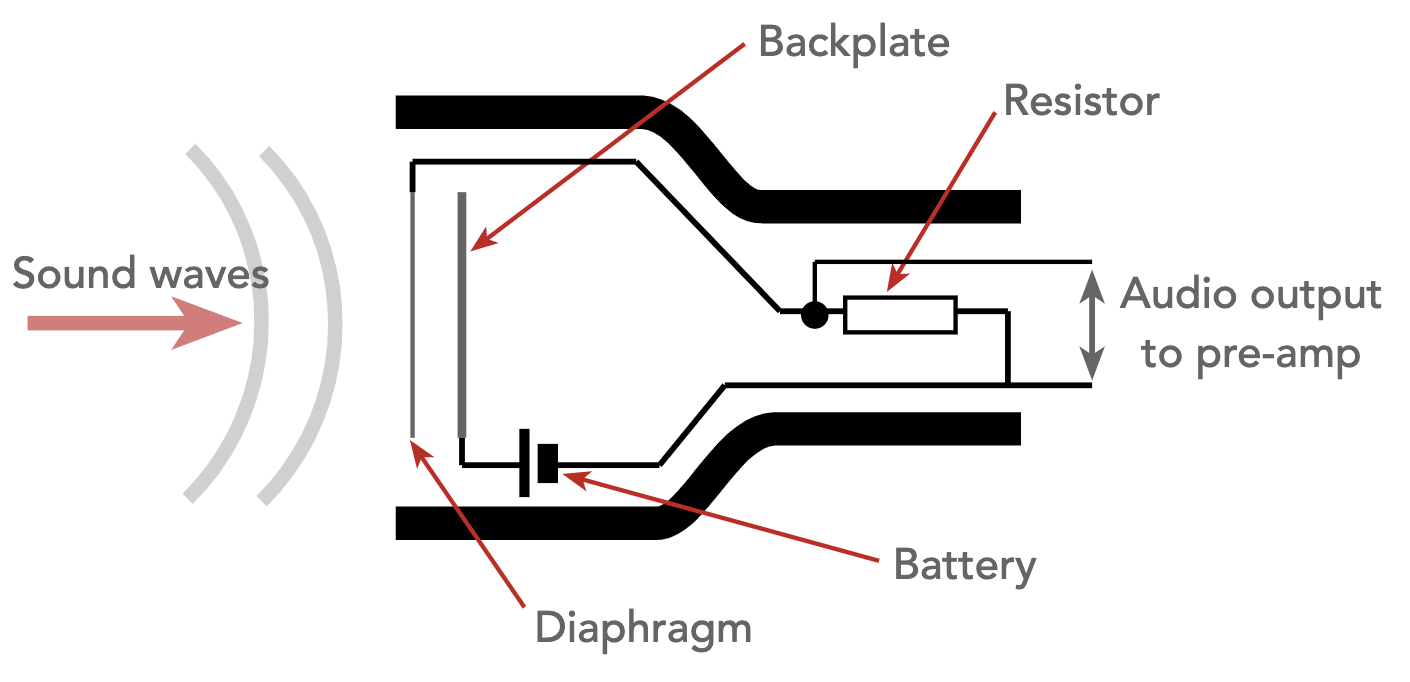 Backplate
Resistor
Sound waves
Audio output
to pre-amp
Battery
Diaphragm